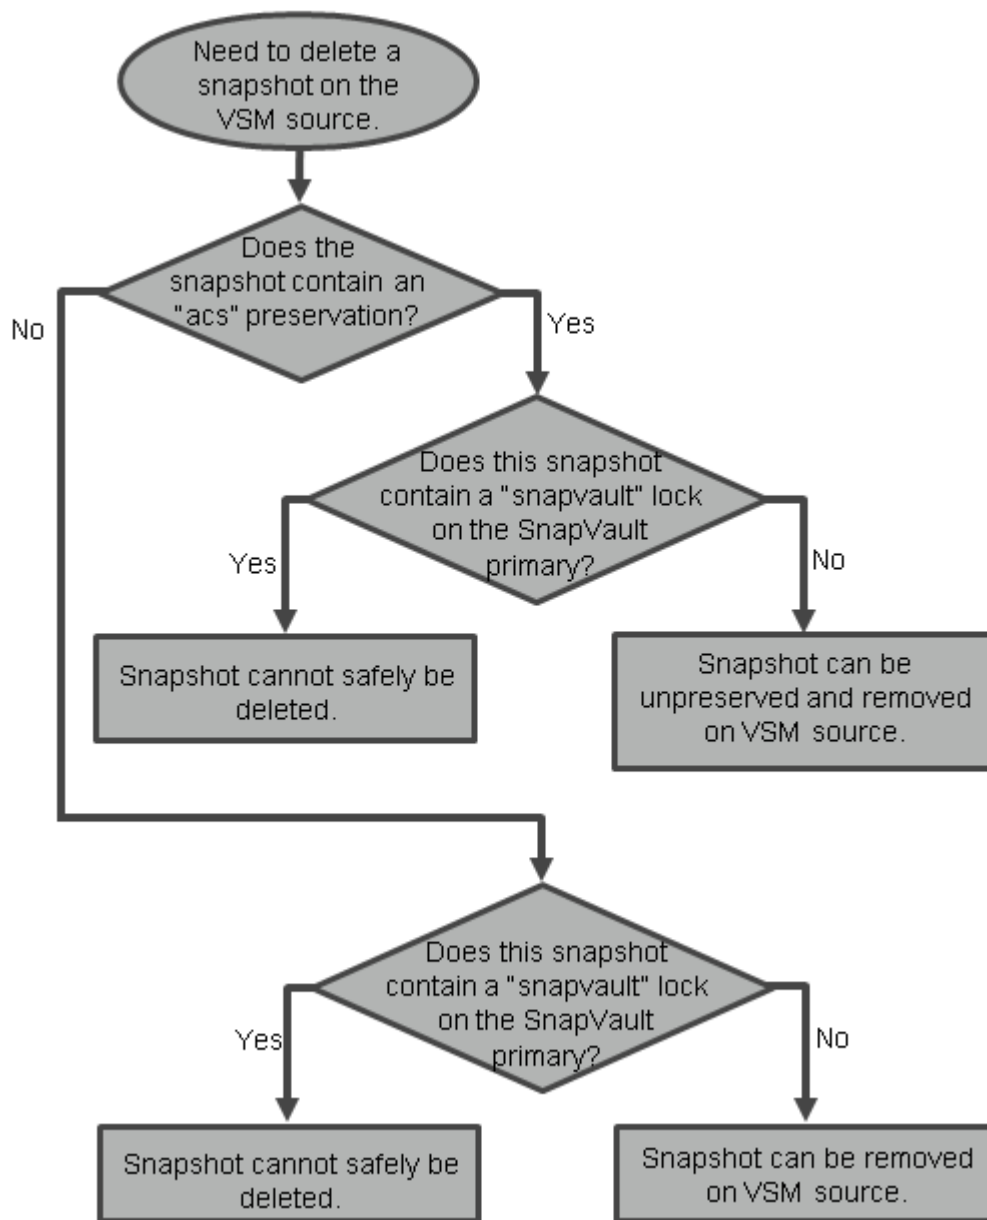 Need to delete a
snapshot on the
VSM source.
Does the
snapshot contain an
"acs" preservation?
No
Yes
Does this snapshot
contain a "snapvault" lock
on the SnapVault
primary?
Yes
No
Snapshot cannot safely be
deleted.
Snapshot can be
unpreserved and removed
on VSM source.
Does this snapshot
contain a "snapvault" lock
on the SnapVault
primary?
Yes
No
Snapshot cannot safely be
deleted.
Snapshot can be removed
on VSM source.